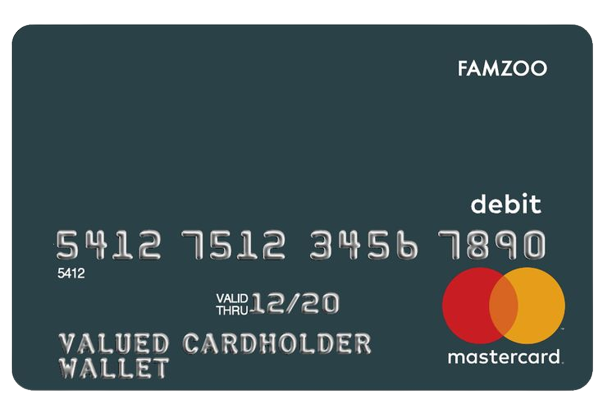 FAMZOO
debit
5412 7512 3456 7890
5412
VALID
THRU 12/20
VALUED CARDHOLDER
WALLET
mastercard.